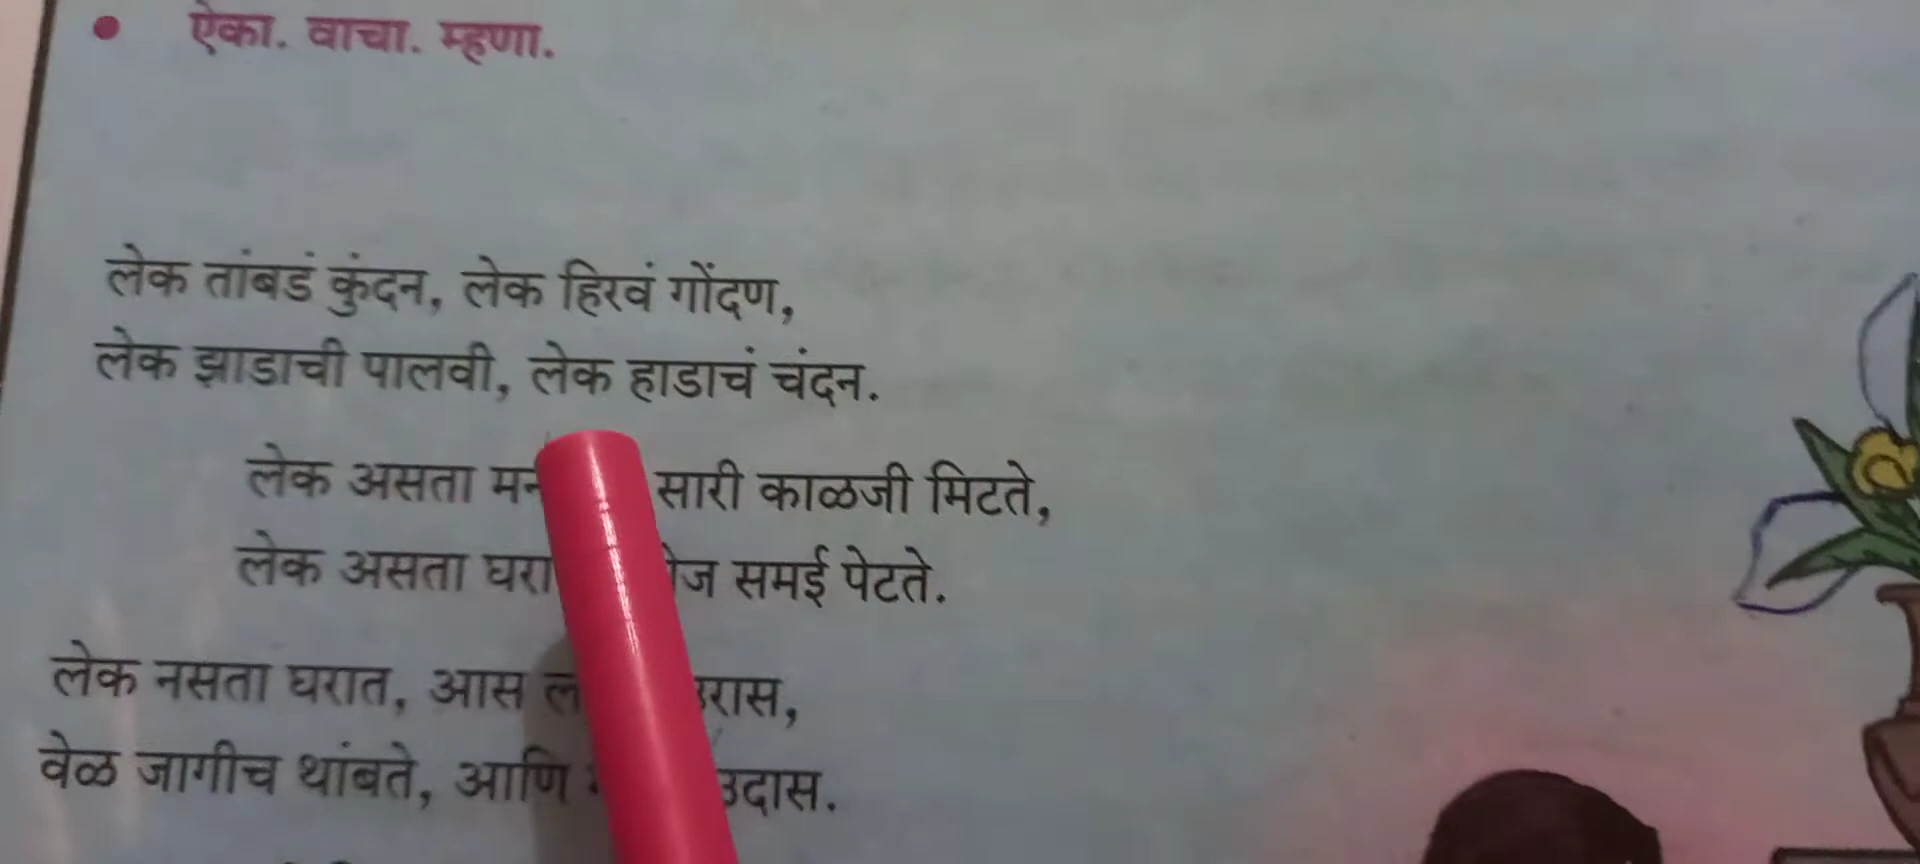 ऐका. वाचा. म्हणा.
लेक तांबडं कुंदन, लेक हिरवं गोंदण,
लेक झाडाची पालवी, लेक हाडाचं चंदन.
लेक असता सारी काळजी मिटते,
लेक असता समई पेटते.
लेक नसता घरात, आस
वेळ जागीच थांबते, आणि उदास.